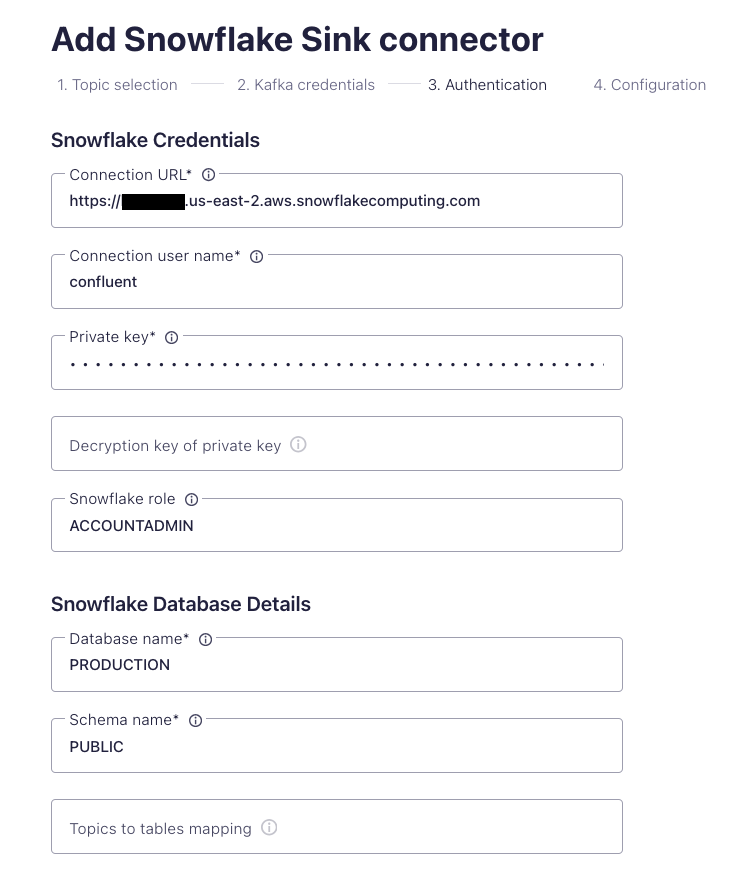 Add Snowflake Sink connector
1. Topic selection 2. Kafka credentials 3. Authentication 4. Configuration
Snowflake Credentials
Connection URL*
https://.us-east-2.aws.snowflakecomputing.com
Connection user name*
confluent
Private key*
Decryption key of private key
Snowflake role
ACCOUNTADMIN
Snowflake Database Details
Database name*
PRODUCTION
Schema name*
PUBLIC
Topics to tables mapping